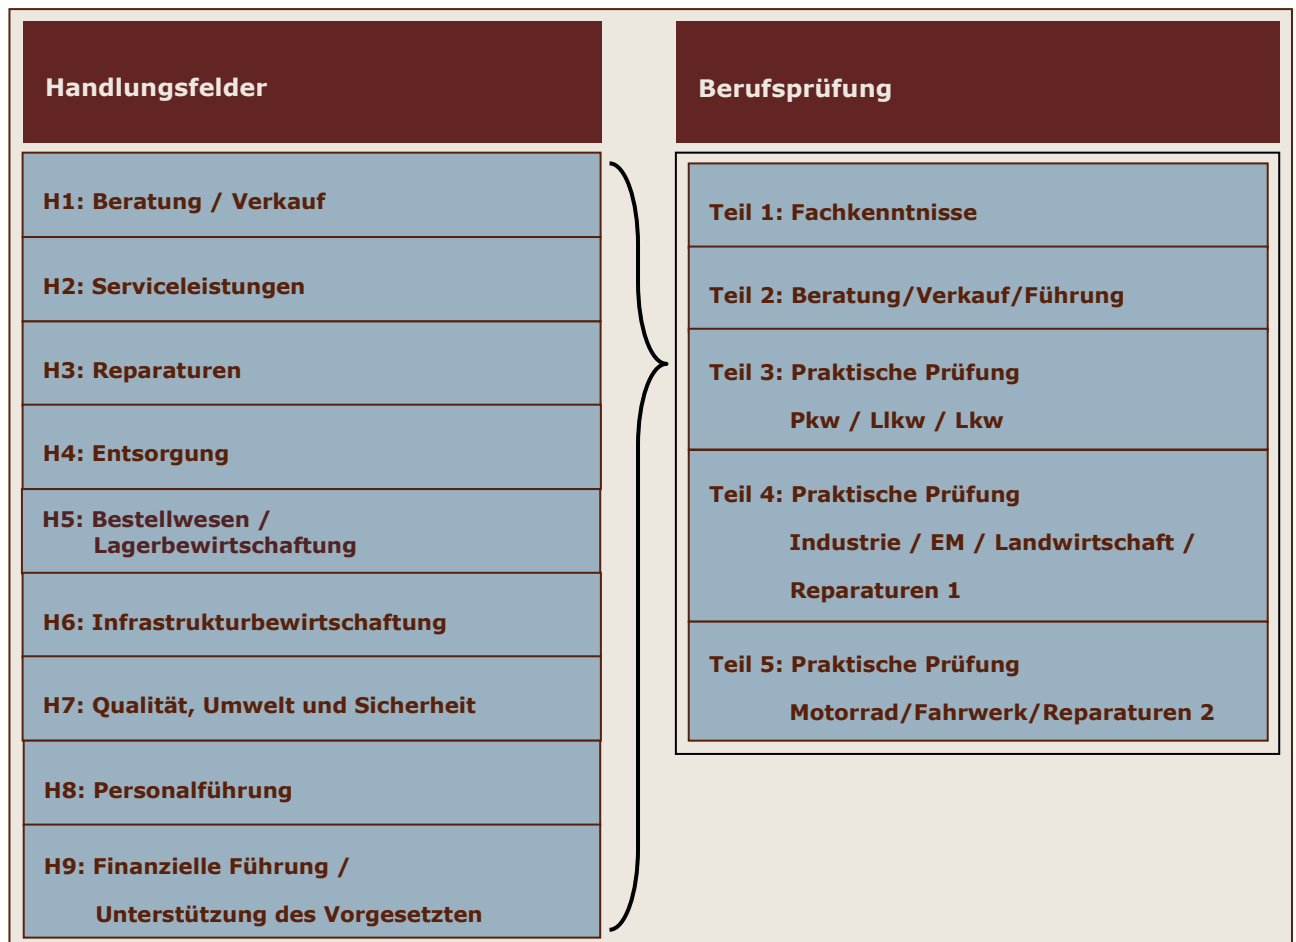 Handlungsfelder
H1: Beratung / Verkauf
H2: Serviceleistungen
H3: Reparaturen
H4: Entsorgung
H5: Bestellwesen /
Lagerbewirtschaftung
H6: Infrastrukturbewirtschaftung
H7: Qualität, Umwelt und Sicherheit
H8: Personalführung
H9: Finanzielle Führung /
Unterstützung des Vorgesetzten
Berufsprüfung
Teil 1: Fachkenntnisse
Teil 2: Beratung/Verkauf/Führung
Teil 3: Praktische Prüfung
Pkw / Llkw / Lkw
Teil 4: Praktische Prüfung
Industrie / EM / Landwirtschaft /
Reparaturen 1
Teil 5: Praktische Prüfung
Motorrad/Fahrwerk/Reparaturen 2